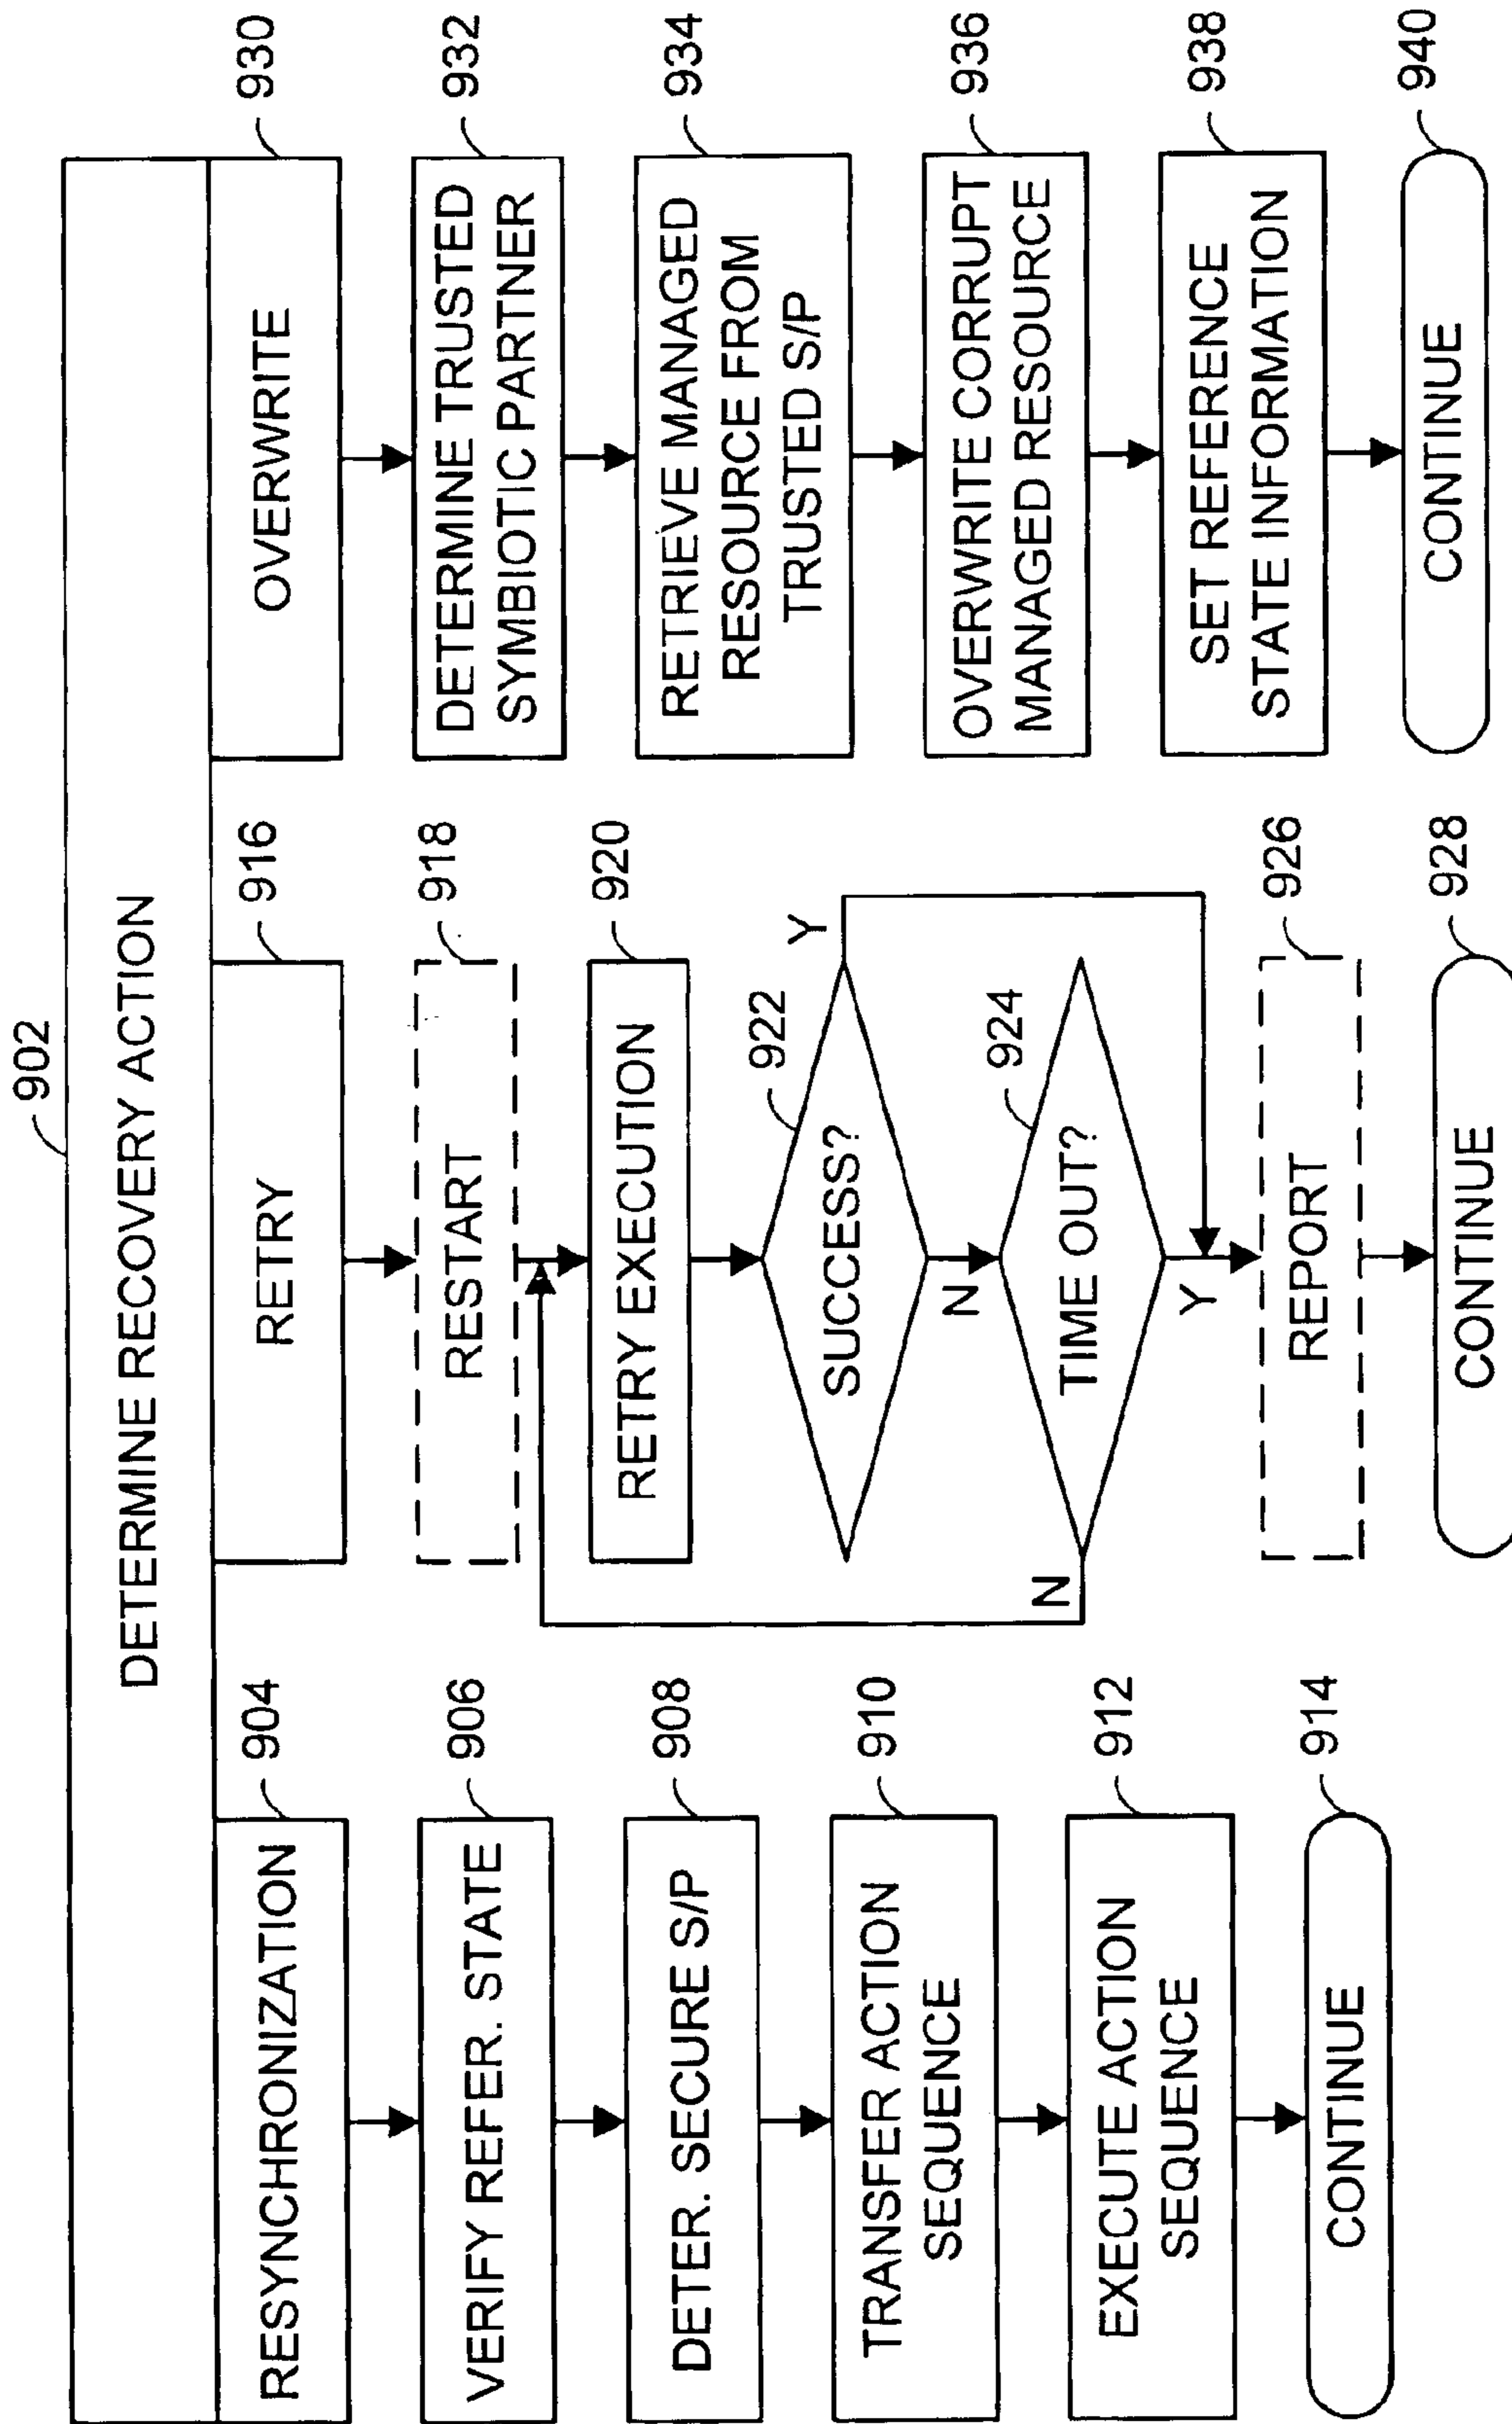 902
DETERMINE RECOVERY ACTION
RESYNCHRONIZATION
904
VERIFY REFER. STATE
906
DETER. SECURE S/P
908
TRANSFER ACTION
SEQUENCE
910
EXECUTE ACTION
SEQUENCE
912
CONTINUE
914
RETRY
916
RESTART
918
RETRY EXECUTION
920
SUCCESS?
922
Y
N
TIME OUT?
924
N
Y
REPORT
926
CONTINUE
928
OVERWRITE
930
DETERMINE TRUSTED
SYMBIOTIC PARTNER
932
RETRIEVE MANAGED
RESOURCE FROM
TRUSTED S/P
934
OVERWRITE CORRUPT
MANAGED RESOURCE
936
SET REFERENCE
STATE INFORMATION
938
CONTINUE
940